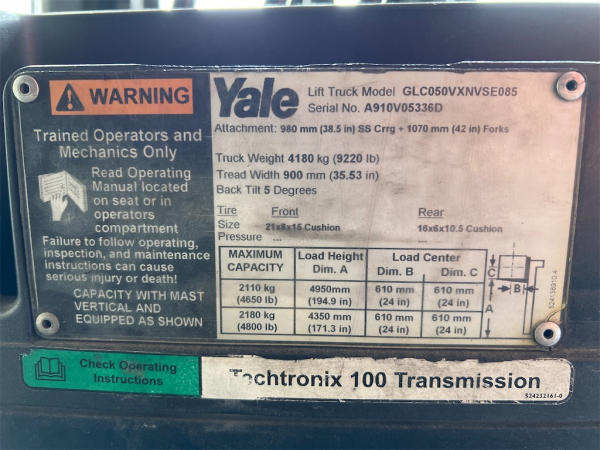 WARNING
Trained Operators and
Mechanics Only
Read Operating
Manual located
on seat or in
operators
compartment
Failure to follow operating,
inspection, and maintenance
instructions can cause
serious injury or death!
CAPACITY WITH MAST
VERTICAL AND
EQUIPPED AS SHOWN
Yale
Lift Truck Model GLC050VXNVSE085
Serial No. A910V05336D
Attachment: 980 mm (38.5 in) SS Crrg + 1070 mm (42 in) Forks
Truck Weight 4180 kg (9220 lb)
Tread Width 900 mm (35.53 in)
Back Tilt 5 Degrees
Tire Front Rear
Size 21x8x15 Cushion 16x6x10.5 Cushion
Pressure ... ...
MAXIMUM CAPACITY Load Height Dim. A Load Center Dim. B Dim. C
2110 kg (4650 lb) 4950mm (194.9 in) 610 mm (24 in) 610 mm (24 in)
2180 kg (4800 lb) 4350 mm (171.3 in) 610 mm (24 in) 610 mm (24 in)
C
B
A
524138910.4
Check Operating
Instructions
Techtronix 100 Transmission
524232161-0